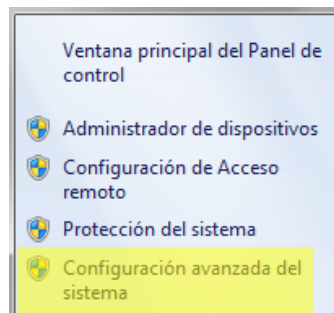 Ventana principal del Panel de
control
Administrador de dispositivos
Configuración de Acceso
remoto
Protección del sistema
Configuración avanzada del
sistema